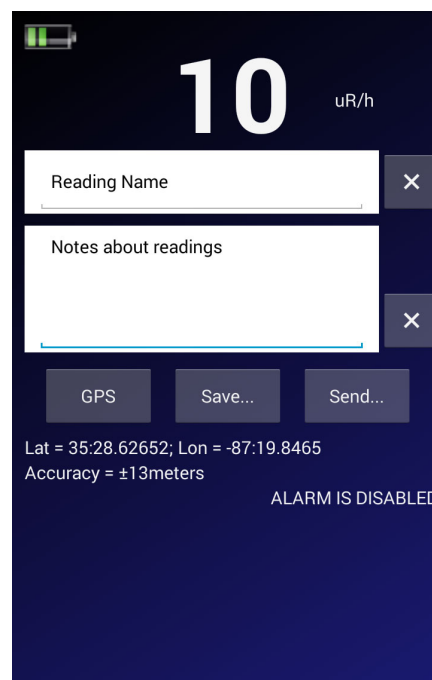 10 uR/h
Reading Name
×
Notes about readings
×
GPS Save... Send...
Lat = 35:28.62652; Lon = -87:19.8465
Accuracy = ±13meters
ALARM IS DISABLED